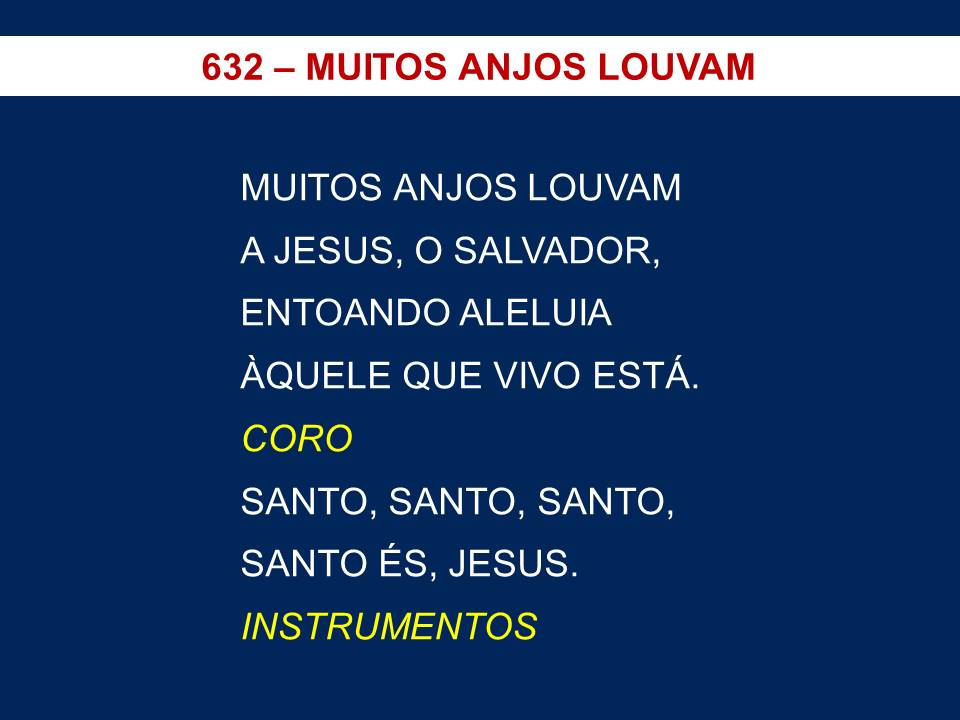 632 – MUITOS ANJOS LOUVAM
MUITOS ANJOS LOUVAM
A JESUS, O SALVADOR,
ENTOANDO ALELUIA
ÀQUELE QUE VIVO ESTÁ.
CORO
SANTO, SANTO, SANTO,
SANTO ÉS, JESUS.
INSTRUMENTOS